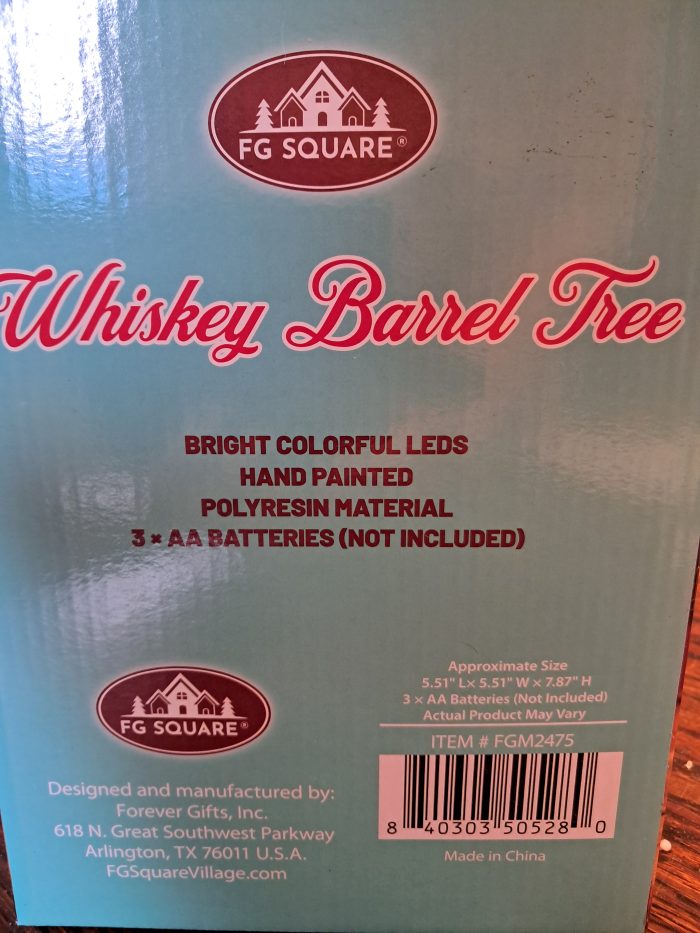 FG SQUARE®
Whiskey Barrel Tree
BRIGHT COLORFUL LEDS
HAND PAINTED
POLYRESIN MATERIAL
3 × AA BATTERIES (NOT INCLUDED)
FG SQUARE®
Designed and manufactured by:
Forever Gifts, Inc.
618 N. Great Southwest Parkway
Arlington, TX 76011 U.S.A.
FGSquareVillage.com
Approximate Size
5.51" L× 5.51" W × 7.87" H
3 × AA Batteries (Not Included)
Actual Product May Vary
ITEM # FGM2475
8 40303 50528 0
Made in China